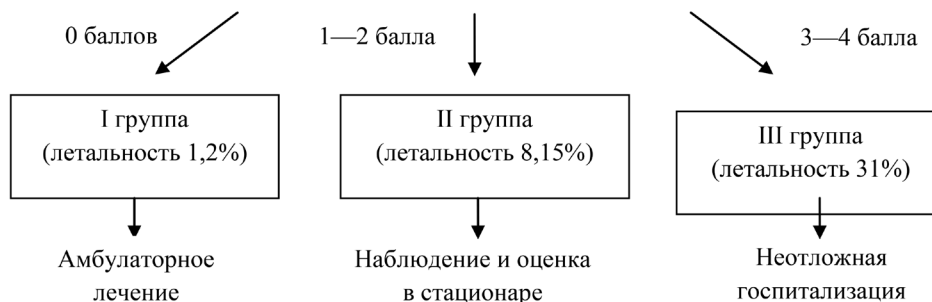 0 баллов
1—2 балла
3—4 балла
I группа
(летальность 1,2%)
II группа
(летальность 8,15%)
III группа
(летальность 31%)
Амбулаторное
лечение
Наблюдение и оценка
в стационаре
Неотложная
госпитализация